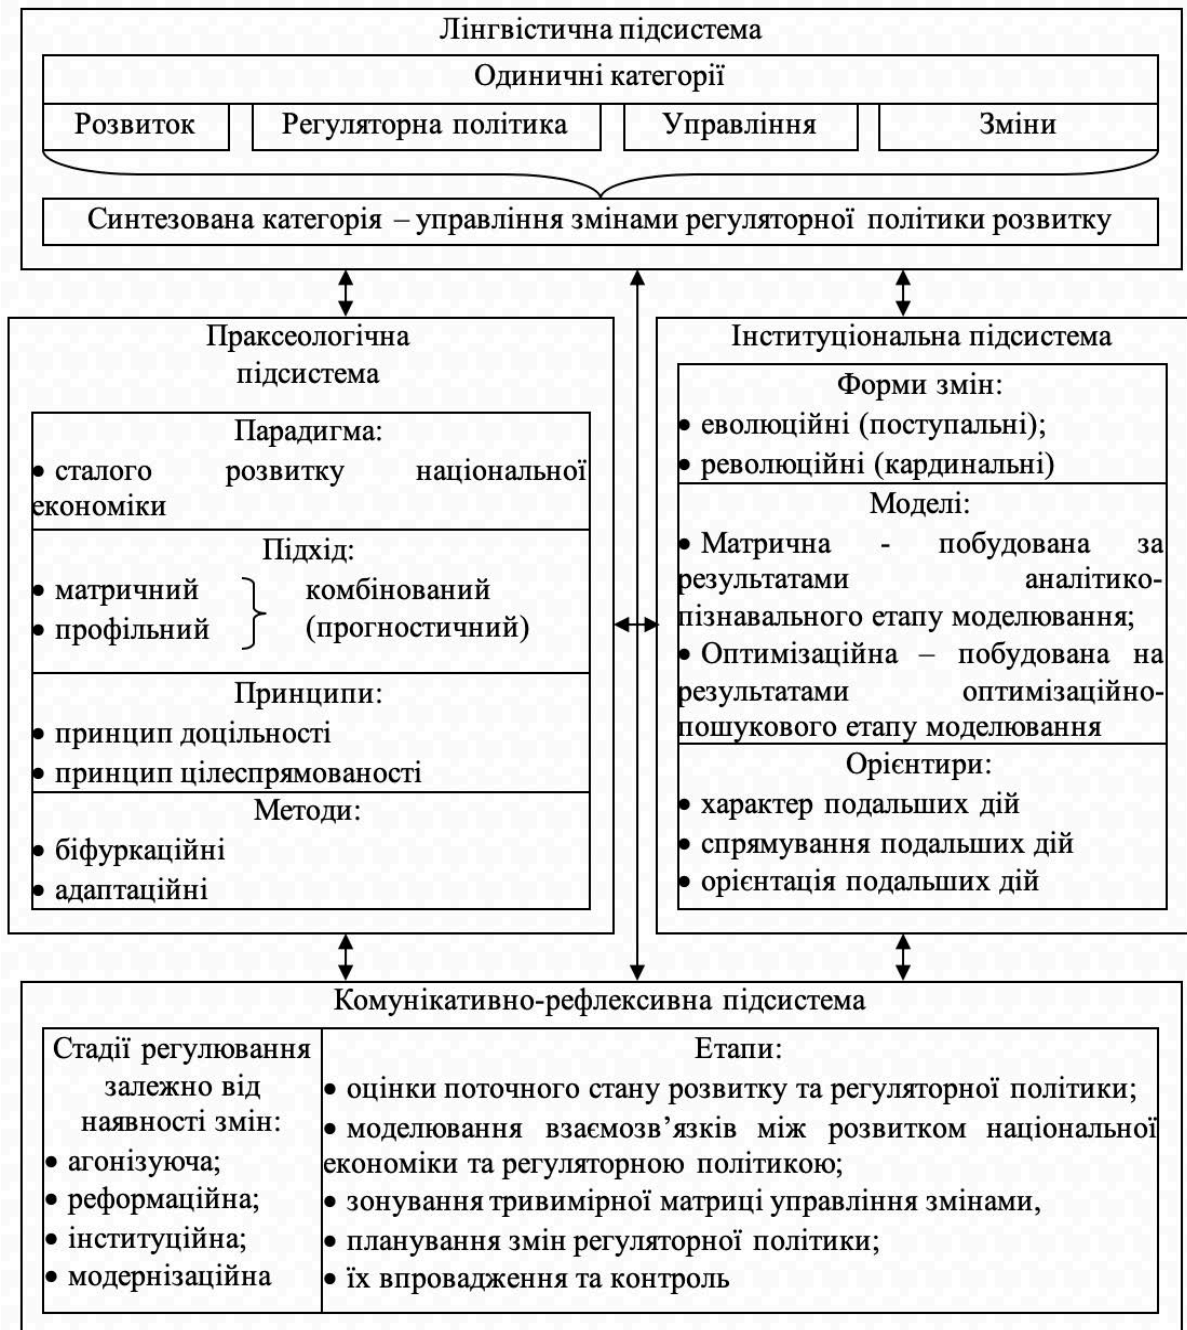 Лінгвістична підсистема
Одиничні категорії
Розвиток
Регуляторна політика
Управління
Зміни
Синтезована категорія – управління змінами регуляторної політики розвитку
Праксеологічна
підсистема
Парадигма:
• сталого розвитку національної
економіки
Підхід:
• матричний
• профільний
комбінований
(прогностичний)
Принципи:
• принцип доцільності
• принцип цілеспрямованості
Методи:
• біфуркаційні
• адаптаційні
Інституціональна підсистема
Форми змін:
• еволюційні (поступальні);
• революційні (кардинальні)
Моделі:
• Матрична - побудована за
результатами аналітико-
пізнавального етапу моделювання;
• Оптимізаційна – побудована на
результатами оптимізаційно-
пошукового етапу моделювання
Орієнтири:
• характер подальших дій
• спрямування подальших дій
• орієнтація подальших дій
Комунікативно-рефлексивна підсистема
Стадії регулювання
залежно від
наявності змін:
• агонізуюча;
• реформаційна;
• інституційна;
• модернізаційна
Етапи:
• оцінки поточного стану розвитку та регуляторної політики;
• моделювання взаємозв’язків між розвитком національної
економіки та регуляторною політикою;
• зонування тривимірної матриці управління змінами,
• планування змін регуляторної політики;
• їх впровадження та контроль